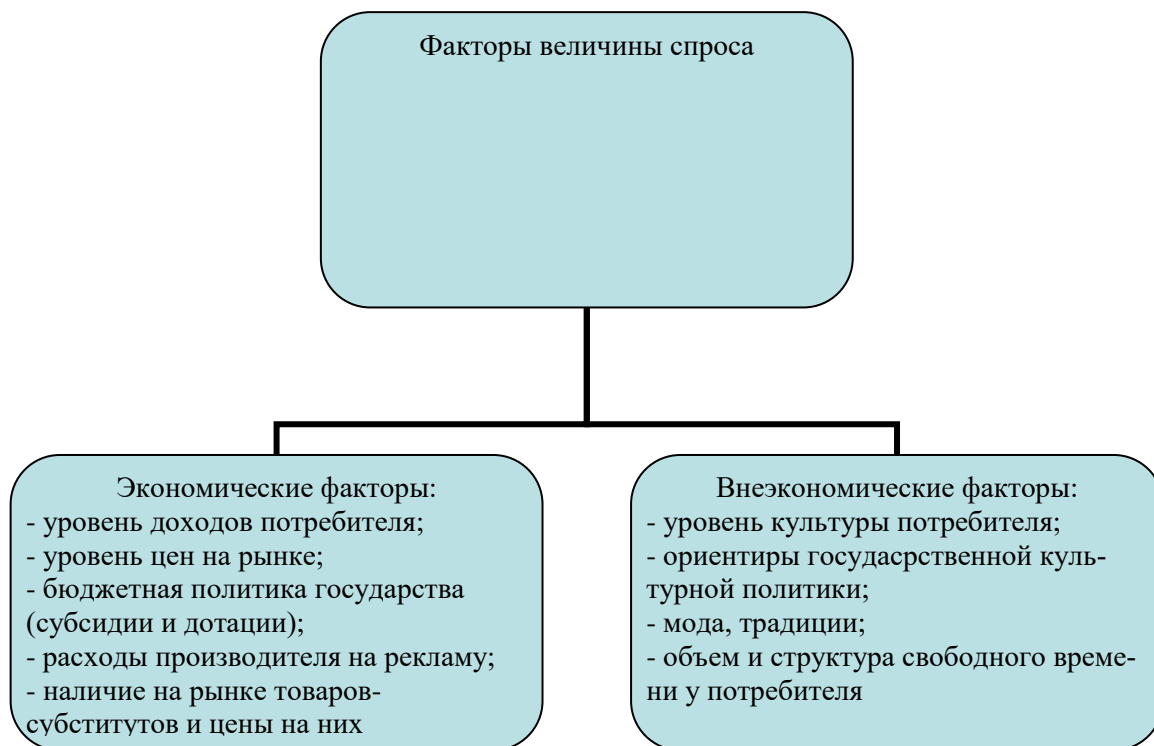 Факторы величины спроса
Экономические факторы:
- уровень доходов потребителя;
- уровень цен на рынке;
- бюджетная политика государства
(субсидии и дотации);
- расходы производителя на рекламу;
- наличие на рынке товаров-
субститутов и цены на них
Внеэкономические факторы:
- уровень культуры потребителя;
- ориентиры государсрственной куль-
турной политики;
- мода, традиции;
- объем и структура свободного време-
ни у потребителя